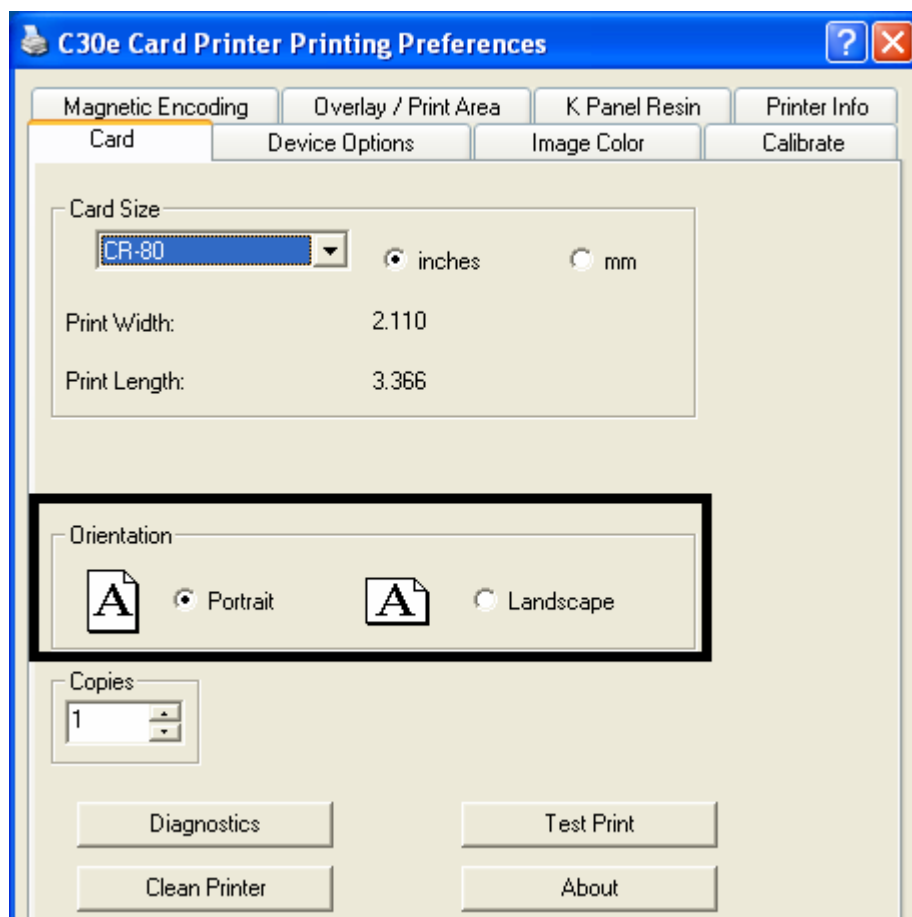 C30e Card Printer Printing Preferences
Magnetic Encoding Overlay / Print Area K Panel Resin Printer Info
Card Device Options Image Color Calibrate
Card Size
CR-80 inches mm
Print Width: 2.110
Print Length: 3.366
Orientation
A Portrait A Landscape
Copies
1
Diagnostics Test Print
Clean Printer About